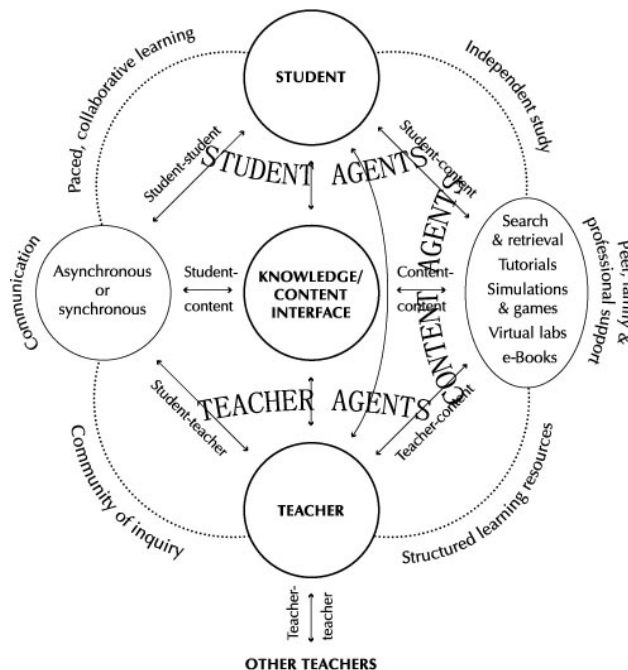 STUDENT
Paced, collaborative learning
Independent study
Student-student
Student-content
STUDENT AGENTS
CONTENT AGENTS
Communication
Asynchronous
or
synchronous
Student-
content
KNOWLEDGE/
CONTENT
INTERFACE
Content-
content
Search
& retrieval
Tutorials
Simulations
& games
Virtual labs
e-Books
peer, family &
professional support
TEACHER AGENTS
Student-teacher
Teacher-content
Community of inquiry
Structured learning resources
TEACHER
Teacher-
teacher
OTHER TEACHERS